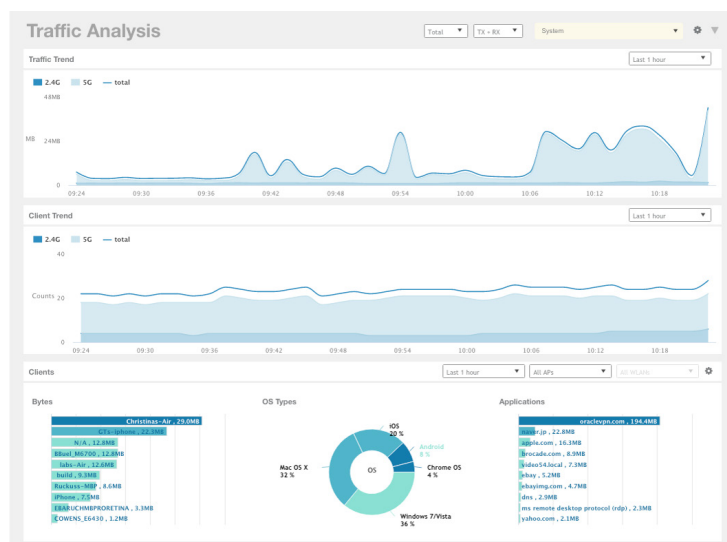 Traffic Analysis
Total
TX + RX
System
Traffic Trend
Last 1 hour
2.4G
5G
total
48MB
MB
24MB
0
09:24
09:30
09:36
09:42
09:48
09:54
10:00
10:06
10:12
10:18
Client Trend
Last 1 hour
2.4G
5G
total
40
Counts
20
0
09:24
09:30
09:36
09:42
09:48
09:54
10:00
10:06
10:12
10:18
Clients
Last 1 hour
All APs
All WLANs
Bytes
Christinas-Air , 29.0MB
GTs-iphone , 22.3MB
N/A , 12.8MB
BBuel_M6700 , 12.8MB
labs-Air , 12.6MB
build , 9.3MB
Ruckuss-MBP , 8.6MB
iPhone , 7.5MB
EBARUCHMBPRORETINA , 3.3MB
COWENS_E6430 , 1.2MB
OS Types
iOS
20 %
Android
8 %
Chrome OS
4 %
Windows 7/Vista
36 %
Mac OS X
32 %
OS
Applications
oraclevpn.com , 194.4MB
naver.jp , 22.8MB
apple.com , 16.3MB
brocade.com , 8.9MB
yidao54.local , 7.3MB
ebay , 5.2MB
ebayimg.com , 4.7MB
dns , 2.9MB
ms remote desktop protocol (rdp) , 2.3MB
yahoo.com , 2.1MB